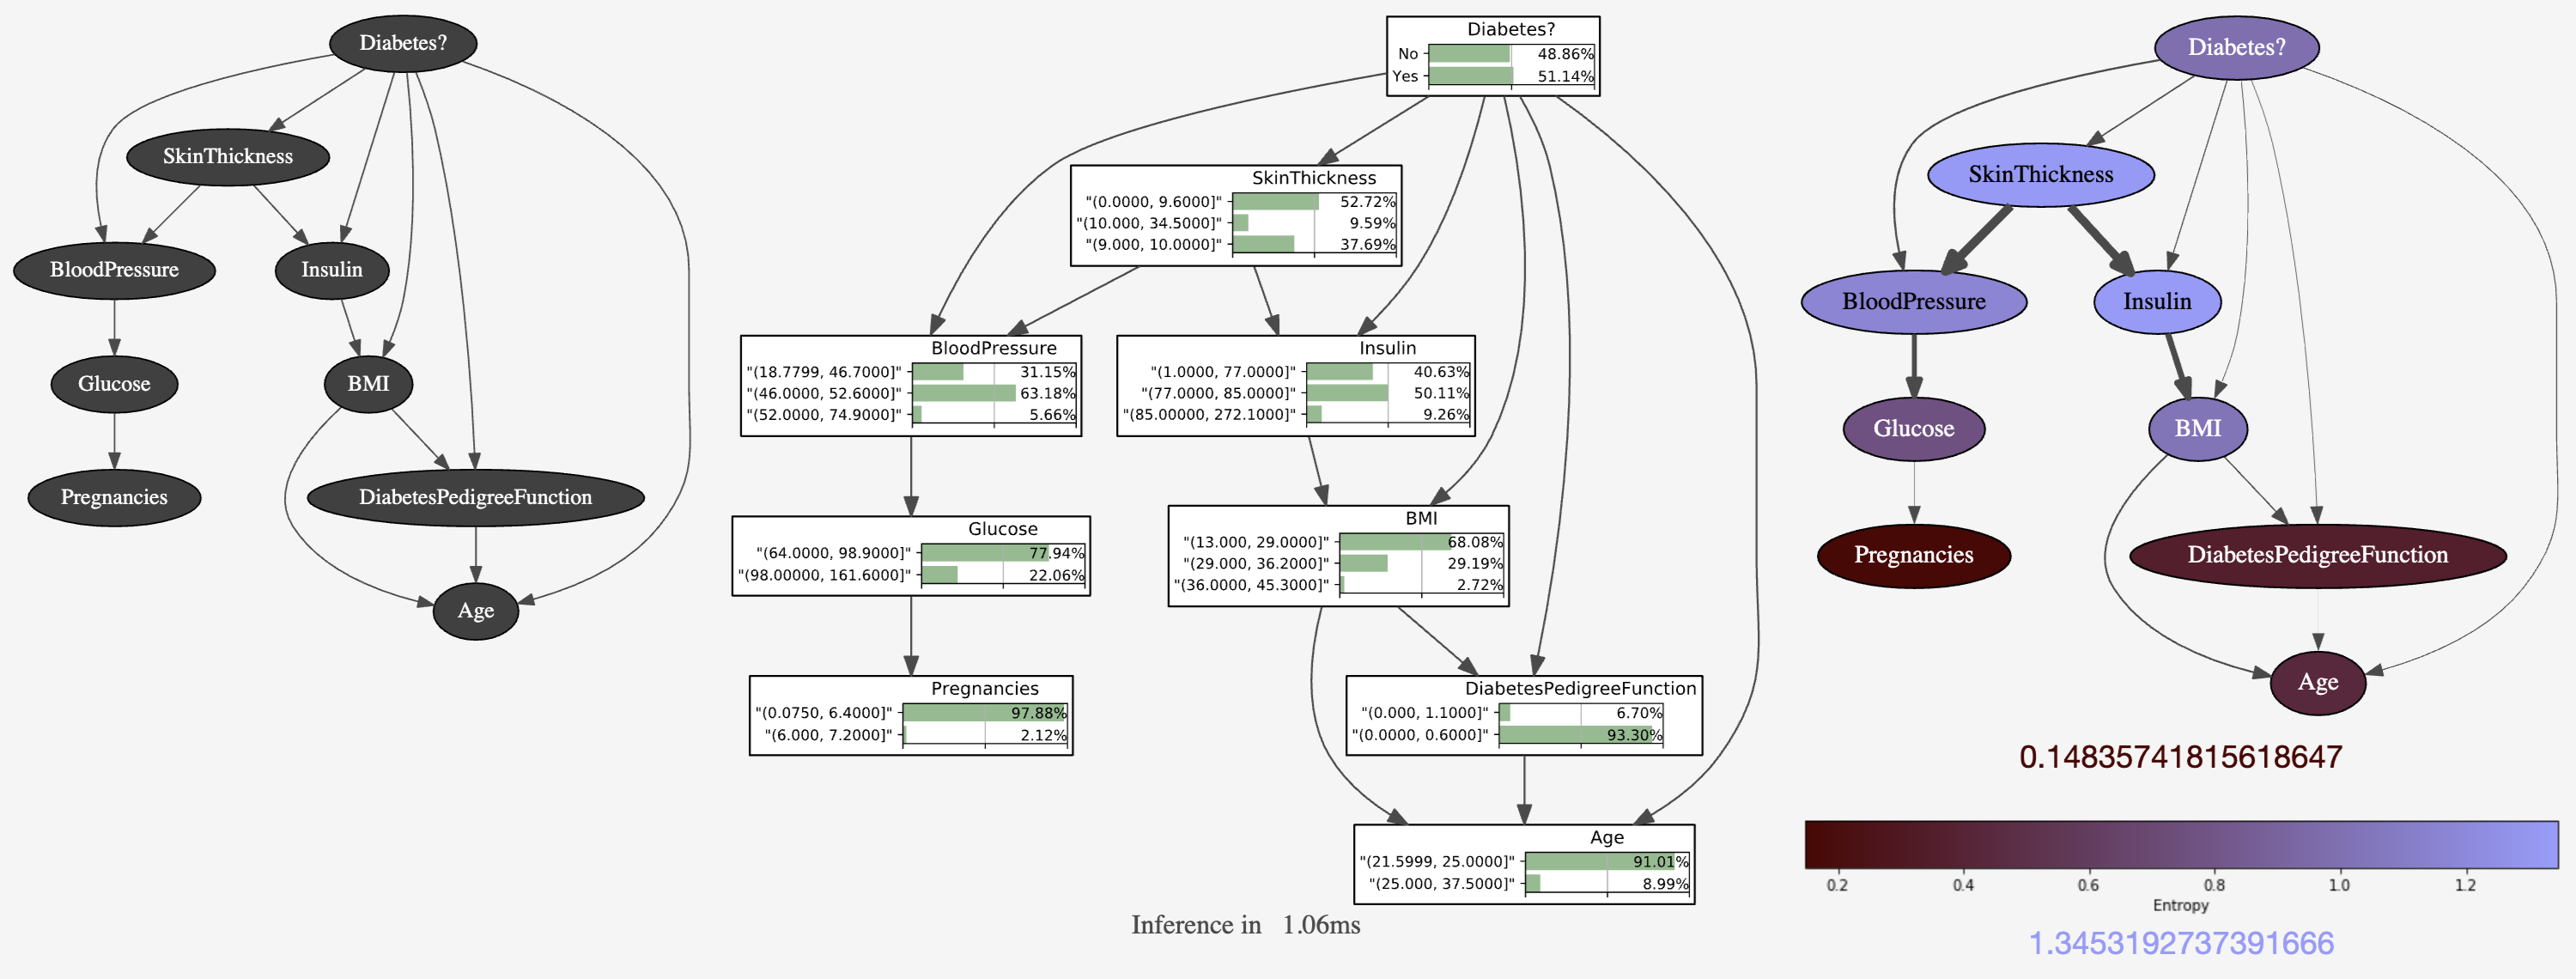 Diabetes?
SkinThickness
BloodPressure
Insulin
Glucose
BMI
Pregnancies
DiabetesPedigreeFunction
Age
Diabetes?
No 48.86%
Yes 51.14%
SkinThickness
"(0.0000, 9.6000]" 52.72%
"(10.000, 34.5000]" 9.59%
"(9.000, 10.0000]" 37.69%
BloodPressure
"(18.7799, 46.7000]" 31.15%
"(46.0000, 52.6000]" 63.18%
"(52.0000, 74.9000]" 5.66%
Insulin
"(1.0000, 77.0000]" 40.63%
"(77.0000, 85.0000]" 50.11%
"(85.00000, 272.1000]" 9.26%
Glucose
"(64.0000, 98.9000]" 77.94%
"(98.00000, 161.6000]" 22.06%
BMI
"(13.000, 29.0000]" 68.08%
"(29.000, 36.2000]" 29.19%
"(36.0000, 45.3000]" 2.72%
Pregnancies
"(0.0750, 6.4000]" 97.88%
"(6.000, 7.2000]" 2.12%
DiabetesPedigreeFunction
"(0.000, 1.1000]" 6.70%
"(0.0000, 0.6000]" 93.30%
Age
"(21.5999, 25.0000]" 91.01%
"(25.000, 37.5000]" 8.99%
Inference in 1.06ms
Diabetes?
SkinThickness
BloodPressure
Insulin
Glucose
BMI
Pregnancies
DiabetesPedigreeFunction
Age
0.14835741815618647
0.2 0.4 0.6 0.8 1.0 1.2
Entropy
1.3453192737391666